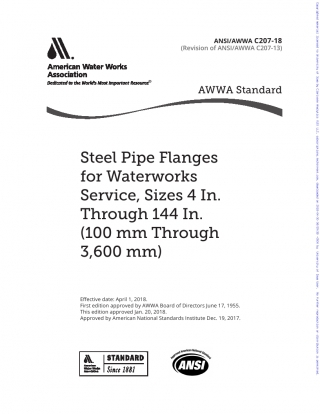 ANSI/AWWA C207-18
(Revision of ANSI/AWWA C207-13)
American Water Works
Association
Dedicated to the World's Most Important Resource®
AWWA Standard
Steel Pipe Flanges
for Waterworks
Service, Sizes 4 In.
Through 144 In.
(100 mm Through
3,600 mm)
Effective date: April 1, 2018.
First edition approved by AWWA Board of Directors June 17, 1955.
This edition approved Jan. 20, 2018.
Approved by American National Standards Institute Dec. 19, 2017.
American Water Works
Association
STANDARD
Since 1881
ANSI